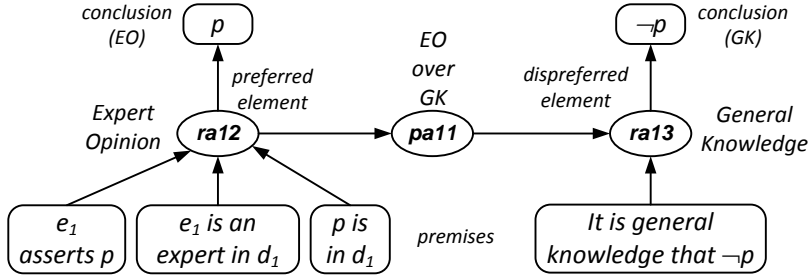 conclusion
(EO)
p
EO
over
GK
¬p
conclusion
(GK)
preferred
element
dispreferred
element
Expert
Opinion
ra12
pa11
ra13
General
Knowledge
e₁
asserts p
e₁ is an
expert in d₁
p is
in d₁
premises
It is general
knowledge that ¬p